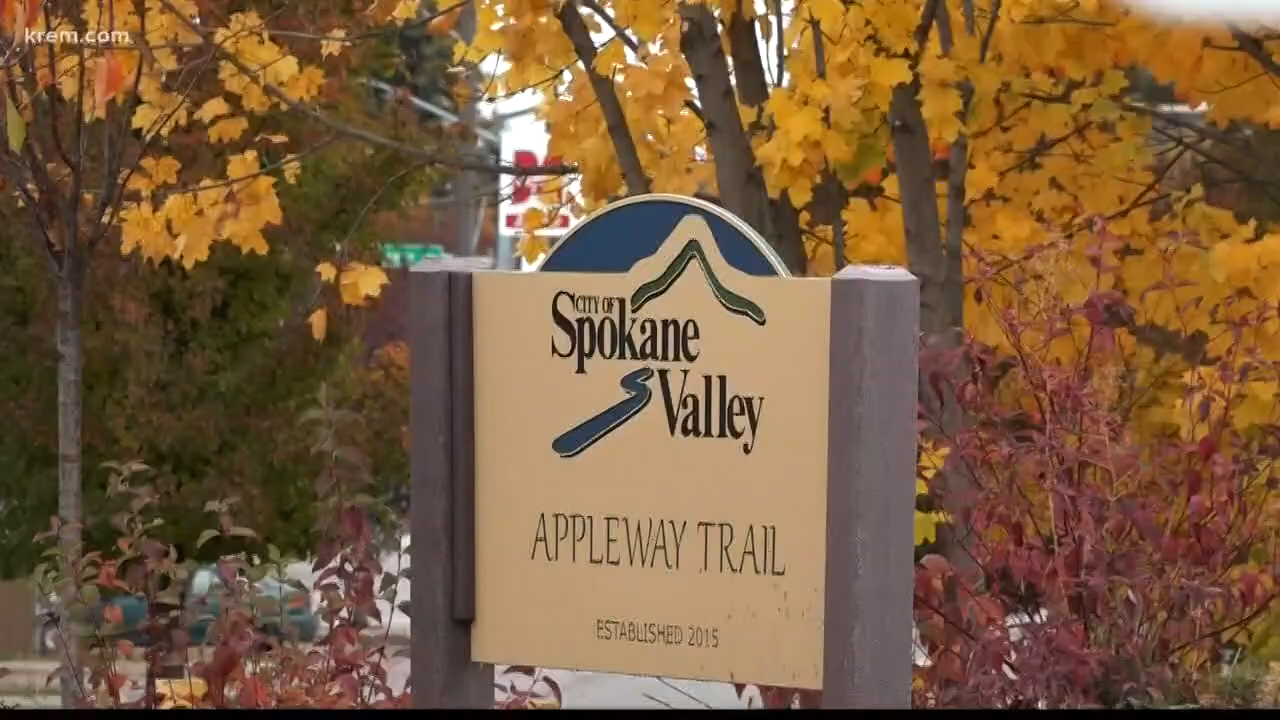 krem.com
CITY OF
Spokane
Valley
APPLEWAY TRAIL
ESTABLISHED 2015